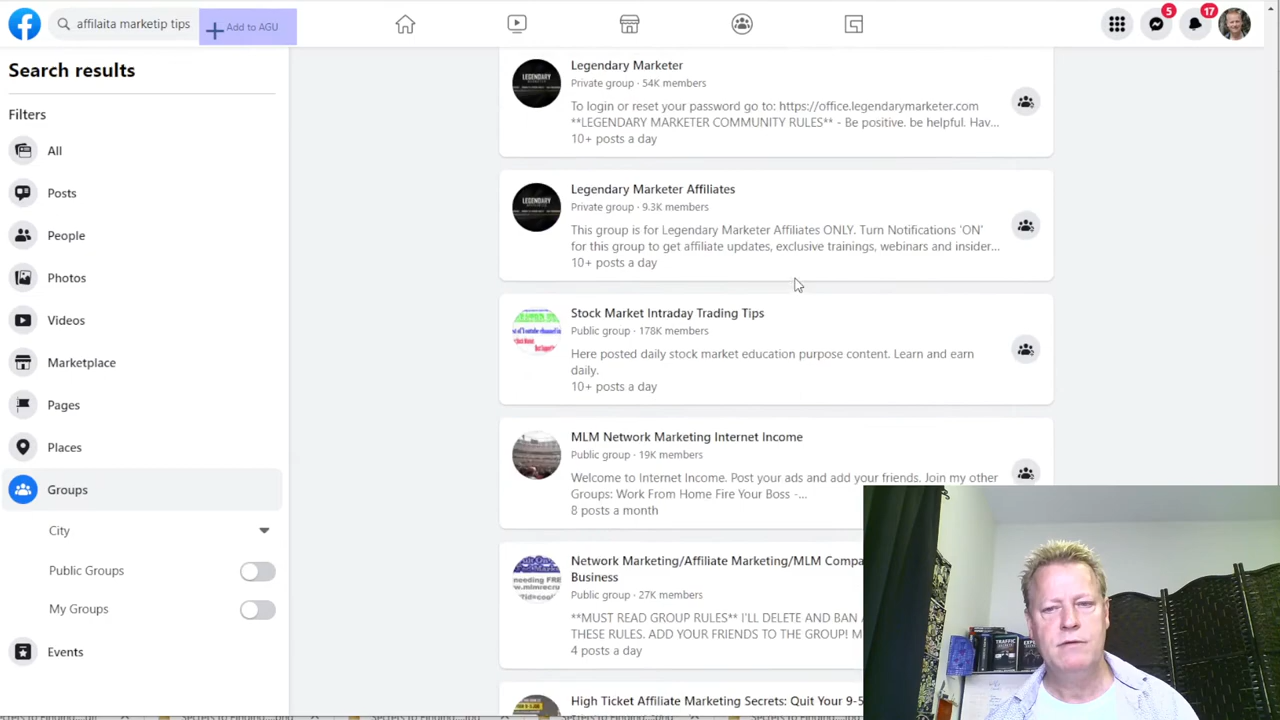 affilaita marketip tips
Add to AGU
5
17
Search results
Filters
All
Posts
People
Photos
Videos
Marketplace
Pages
Places
Groups
City
Public Groups
My Groups
Events
Legendary Marketer
Private group · 54K members
To login or reset your password go to: https://office.legendarymarketer.com
**LEGENDARY MARKETER COMMUNITY RULES** - Be positive. be helpful. Hav...
10+ posts a day
Legendary Marketer Affiliates
Private group · 9.3K members
This group is for Legendary Marketer Affiliates ONLY. Turn Notifications 'ON'
for this group to get affiliate updates, exclusive trainings, webinars and insider...
10+ posts a day
Stock Market Intraday Trading Tips
Public group · 178K members
Here posted daily stock market education purpose content. Learn and earn
daily.
10+ posts a day
MLM Network Marketing Internet Income
Public group · 19K members
Welcome to Internet Income. Post your ads and add your friends. Join my other
Groups: Work From Home Fire Your Boss -...
8 posts a month
Network Marketing/Affiliate Marketing/MLM Compa
Business
Public group · 27K members
**MUST READ GROUP RULES** I'LL DELETE AND BAN
THESE RULES. ADD YOUR FRIENDS TO THE GROUP!
4 posts a day
High Ticket Affiliate Marketing Secrets: Quit Your 9-5
LEGENDARY
LEGENDARY
needing FRE
TRAFFIC